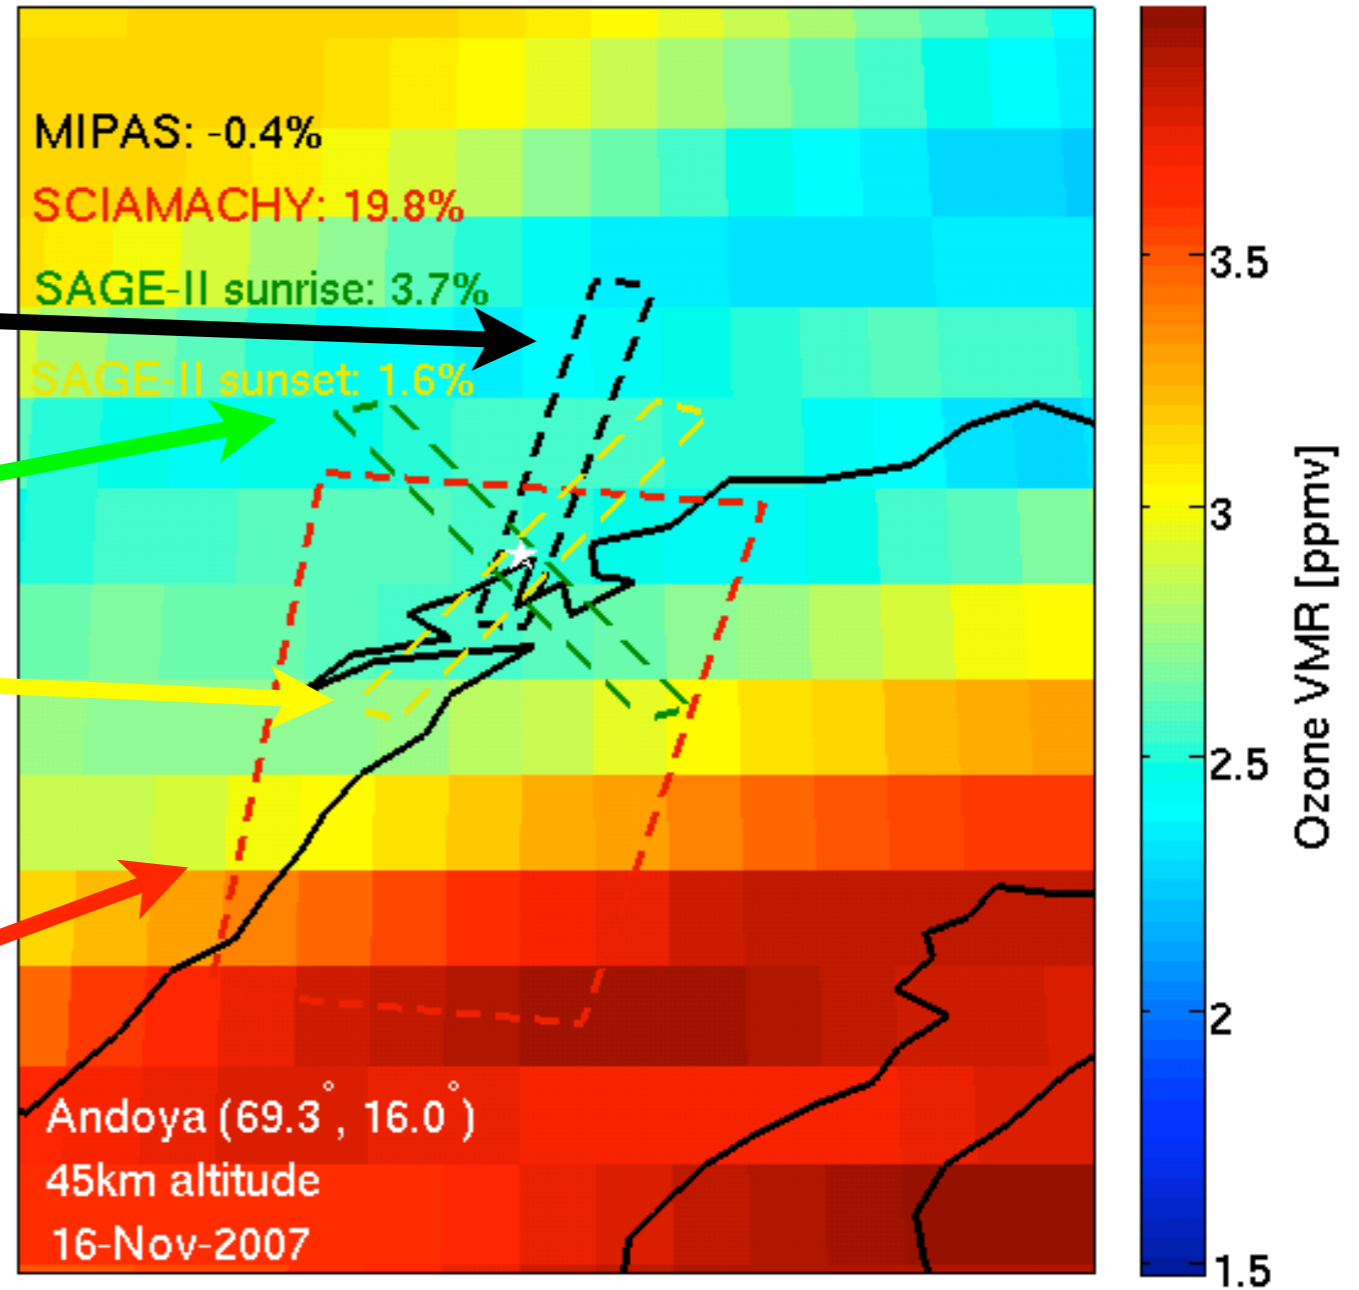 MIPAS: -0.4%
SCIAMACHY: 19.8%
SAGE-II sunrise: 3.7%
SAGE-II sunset: 1.6%
Andoya (69.3°, 16.0°)
45km altitude
16-Nov-2007
3.5
3
2.5
2
1.5
Ozone VMR [ppmv]